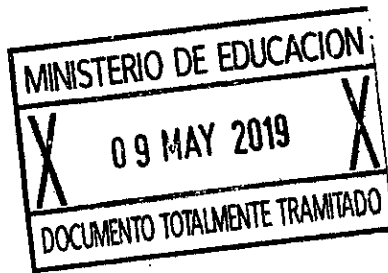 MINISTERIO DE EDUCACION
X 09 MAY 2019 X
DOCUMENTO TOTALMENTE TRAMITADO